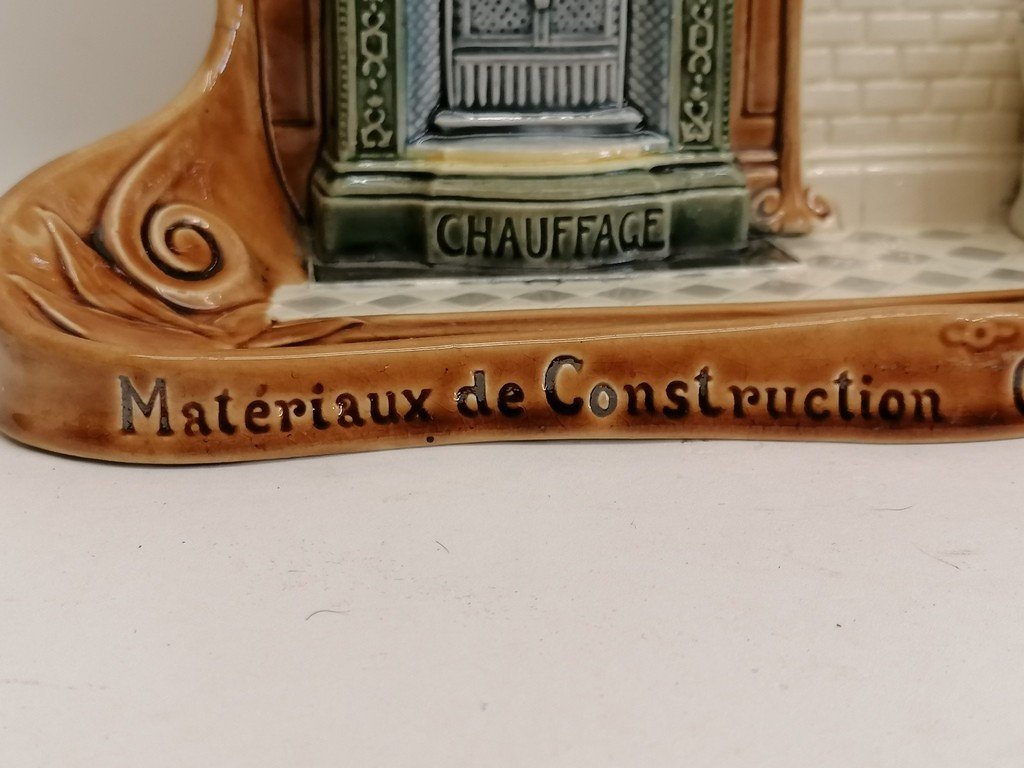 CHAUFFAGE
Matériaux de Construction